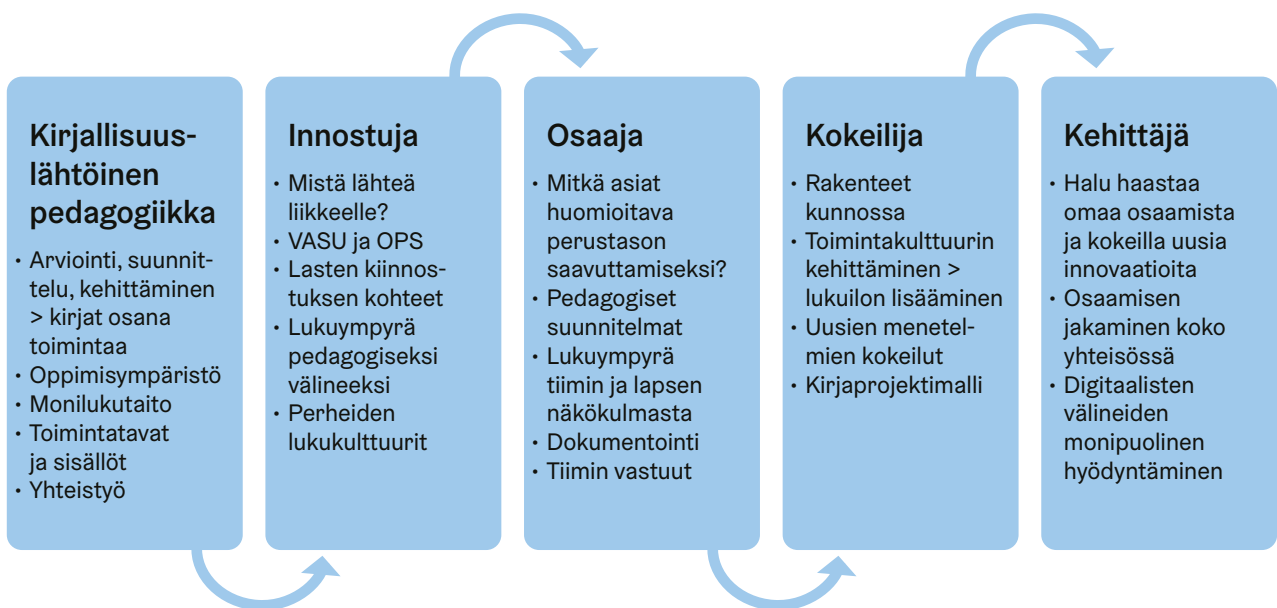 Kirjallisuus-
lähtöinen
pedagogiikka
• Arviointi, suunnit-
telu, kehittäminen
> kirjat osana
toimintaa
• Oppimisympäristö
• Monilukutaito
• Toimintatavat
ja sisällöt
• Yhteistyö
Innostuja
• Mistä lähteä
liikkeelle?
• VASU ja OPS
• Lasten kiinnos-
tuksen kohteet
• Lukuympyrä
pedagogiseksi
välineeksi
• Perheiden
lukukulttuurit
Osaaja
• Mitkä asiat
huomioitava
perustason
saavuttamiseksi?
• Pedagogiset
suunnitelmat
• Lukuympyrä
tiimin ja lapsen
näkökulmasta
• Dokumentointi
• Tiimin vastuut
Kokeilija
• Rakenteet
kunnossa
• Toimintakulttuurin
kehittäminen >
lukuilon lisääminen
• Uusien menetel-
mien kokeilut
• Kirjaprojektimalli
Kehittäjä
• Halu haastaa
omaa osaamista
ja kokeilla uusia
innovaatioita
• Osaamisen
jakaminen koko
yhteisössä
• Digitaalisten
välineiden
monipuolinen
hyödyntäminen